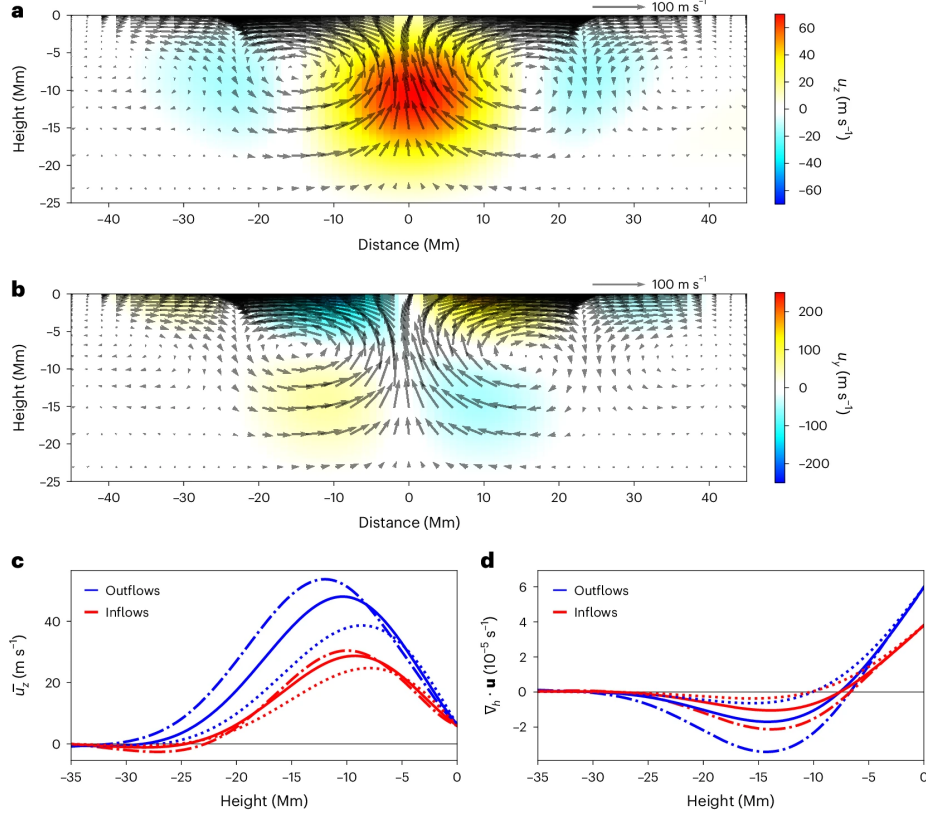 a
100 m s⁻¹
0
−5
−10
−15
−20
−25
Height (Mm)
−40 −30 −20 −10 0 10 20 30 40
Distance (Mm)
60
40
20
0
−20
−40
−60
u_z (m s⁻¹)
b
100 m s⁻¹
0
−5
−10
−15
−20
−25
Height (Mm)
−40 −30 −20 −10 0 10 20 30 40
Distance (Mm)
200
100
0
−100
−200
u_y (m s⁻¹)
c
Outflows
Inflows
40
20
0
ū_z (m s⁻¹)
−35 −30 −25 −20 −15 −10 −5 0
Height (Mm)
d
Outflows
Inflows
6
4
2
0
−2
∇_h · u (10⁻⁵ s⁻¹)
−35 −30 −25 −20 −15 −10 −5 0
Height (Mm)